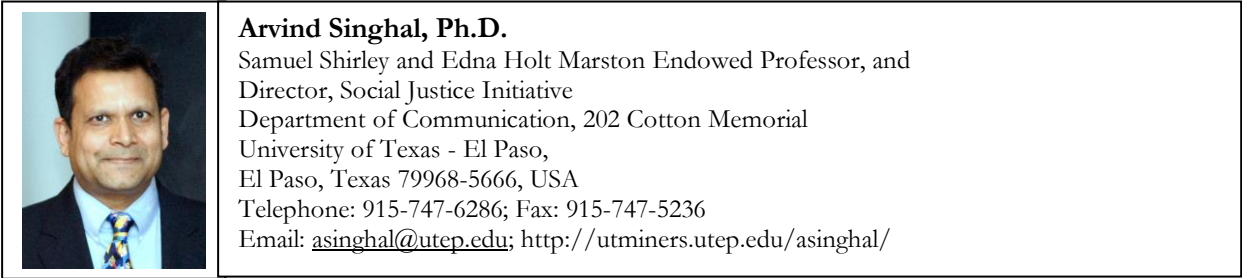 Arvind Singhal, Ph.D.
Samuel Shirley and Edna Holt Marston Endowed Professor, and
Director, Social Justice Initiative
Department of Communication, 202 Cotton Memorial
University of Texas - El Paso,
El Paso, Texas 79968-5666, USA
Telephone: 915-747-6286; Fax: 915-747-5236
Email: asinghal@utep.edu; http://utminers.utep.edu/asinghal/